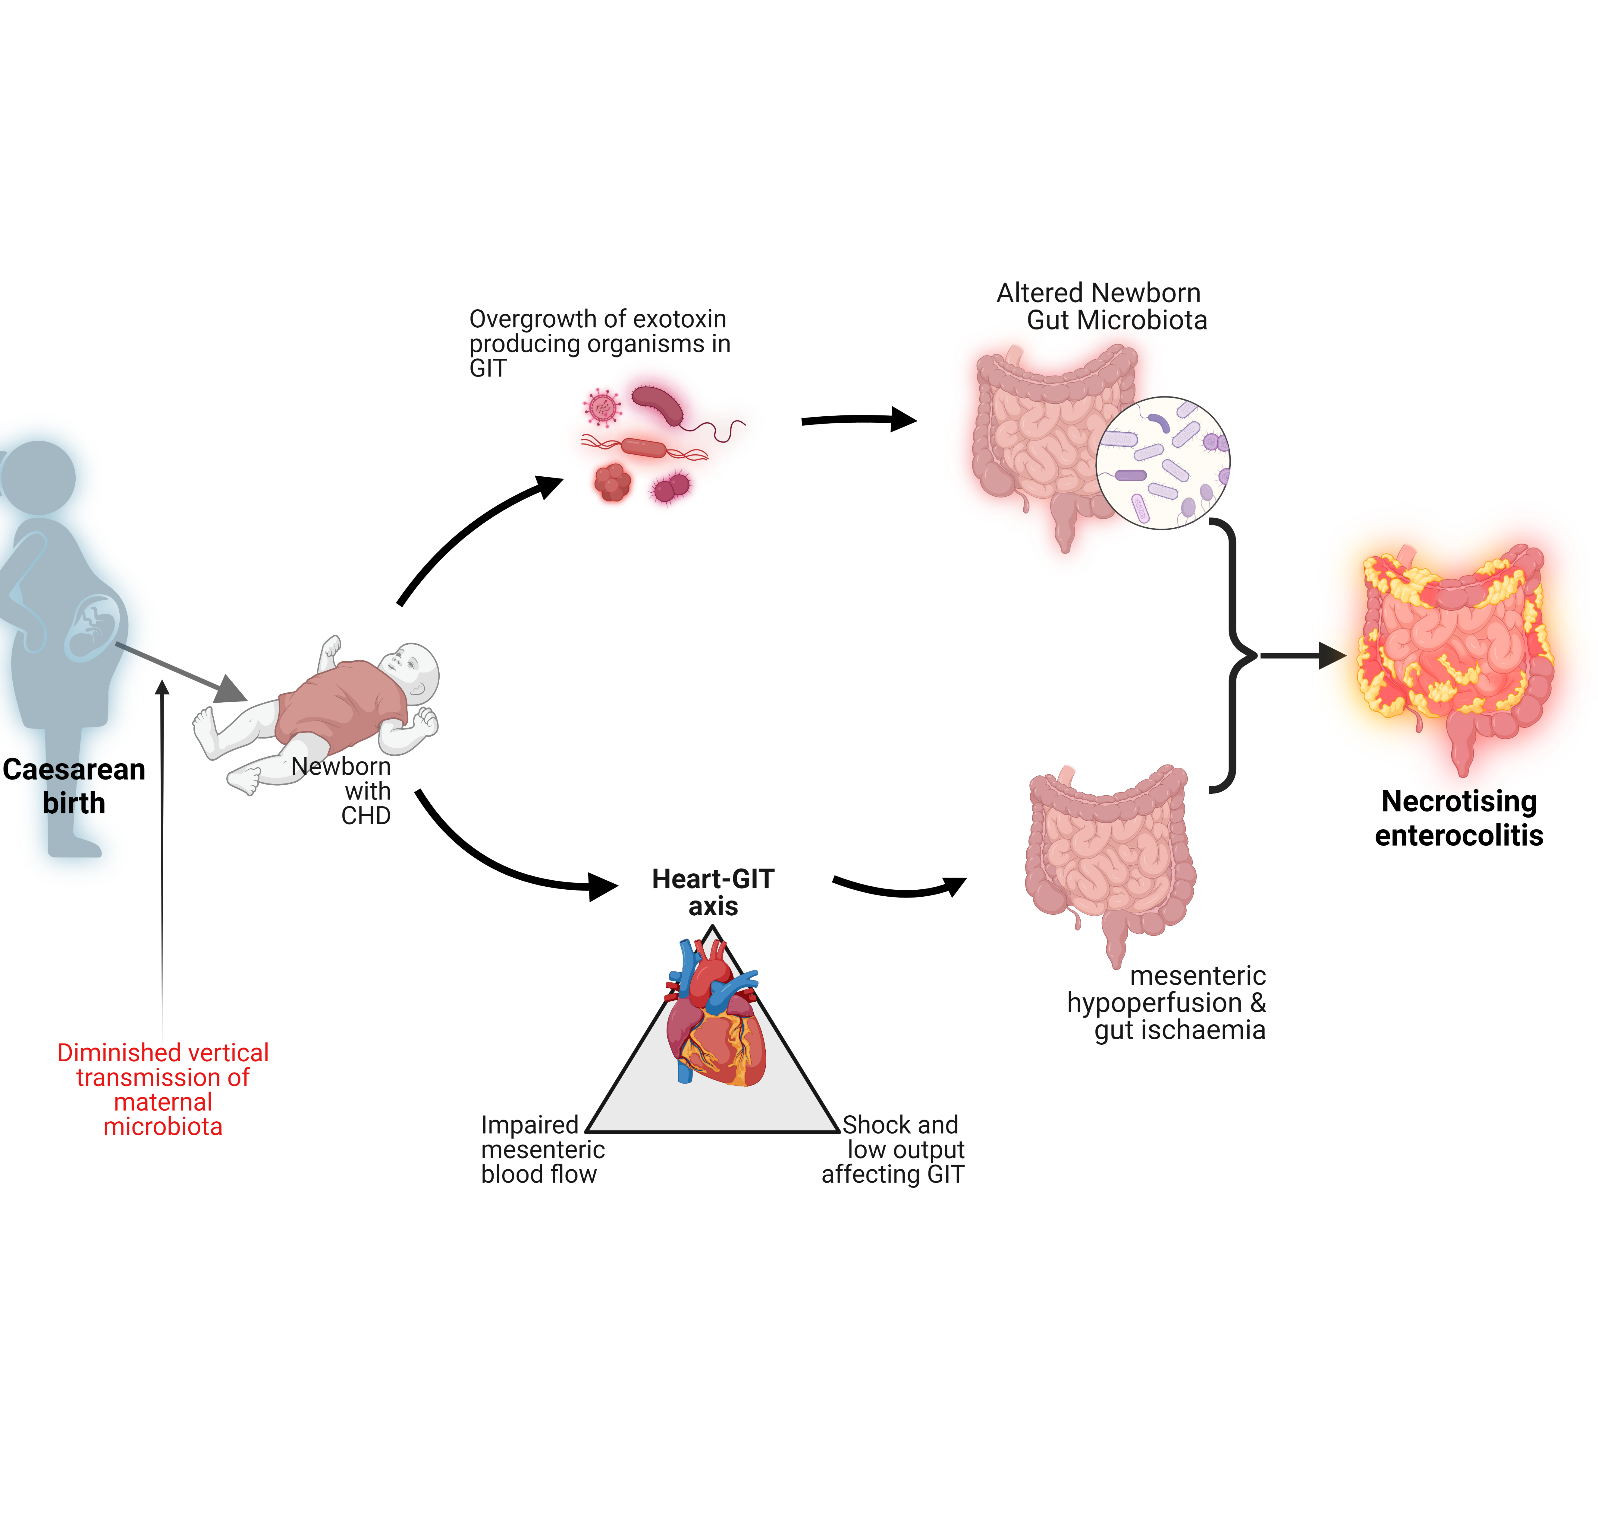 Overgrowth of exotoxin
producing organisms in
GIT
Altered Newborn
Gut Microbiota
Caesarean
birth
Newborn
with
CHD
Diminished vertical
transmission of
maternal
microbiota
Heart-GIT
axis
Impaired
mesenteric
blood flow
Shock and
low output
affecting GIT
mesenteric
hypoperfusion &
gut ischaemia
Necrotising
enterocolitis